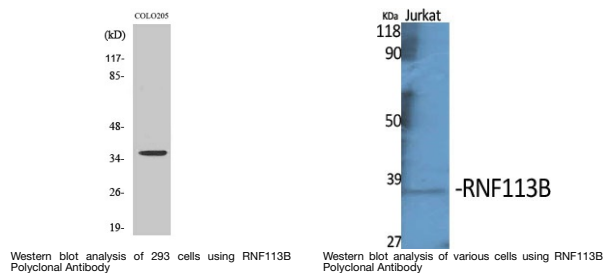 COLO205
(kD)
117-
85-
48-
34-
26-
19-
Western blot analysis of 293 cells using RNF113B
Polyclonal Antibody
KDa Jurkat
118
90
50
39
-RNF113B
27
Western blot analysis of various cells using RNF113B
Polyclonal Antibody